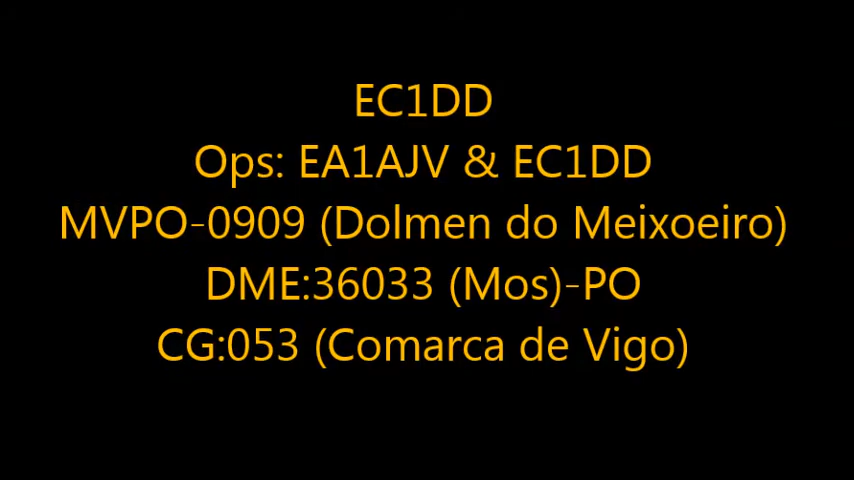 EC1DD
Ops: EA1AJV & EC1DD
MVPO-0909 (Dolmen do Meixoeiro)
DME:36033 (Mos)-PO
CG:053 (Comarca de Vigo)